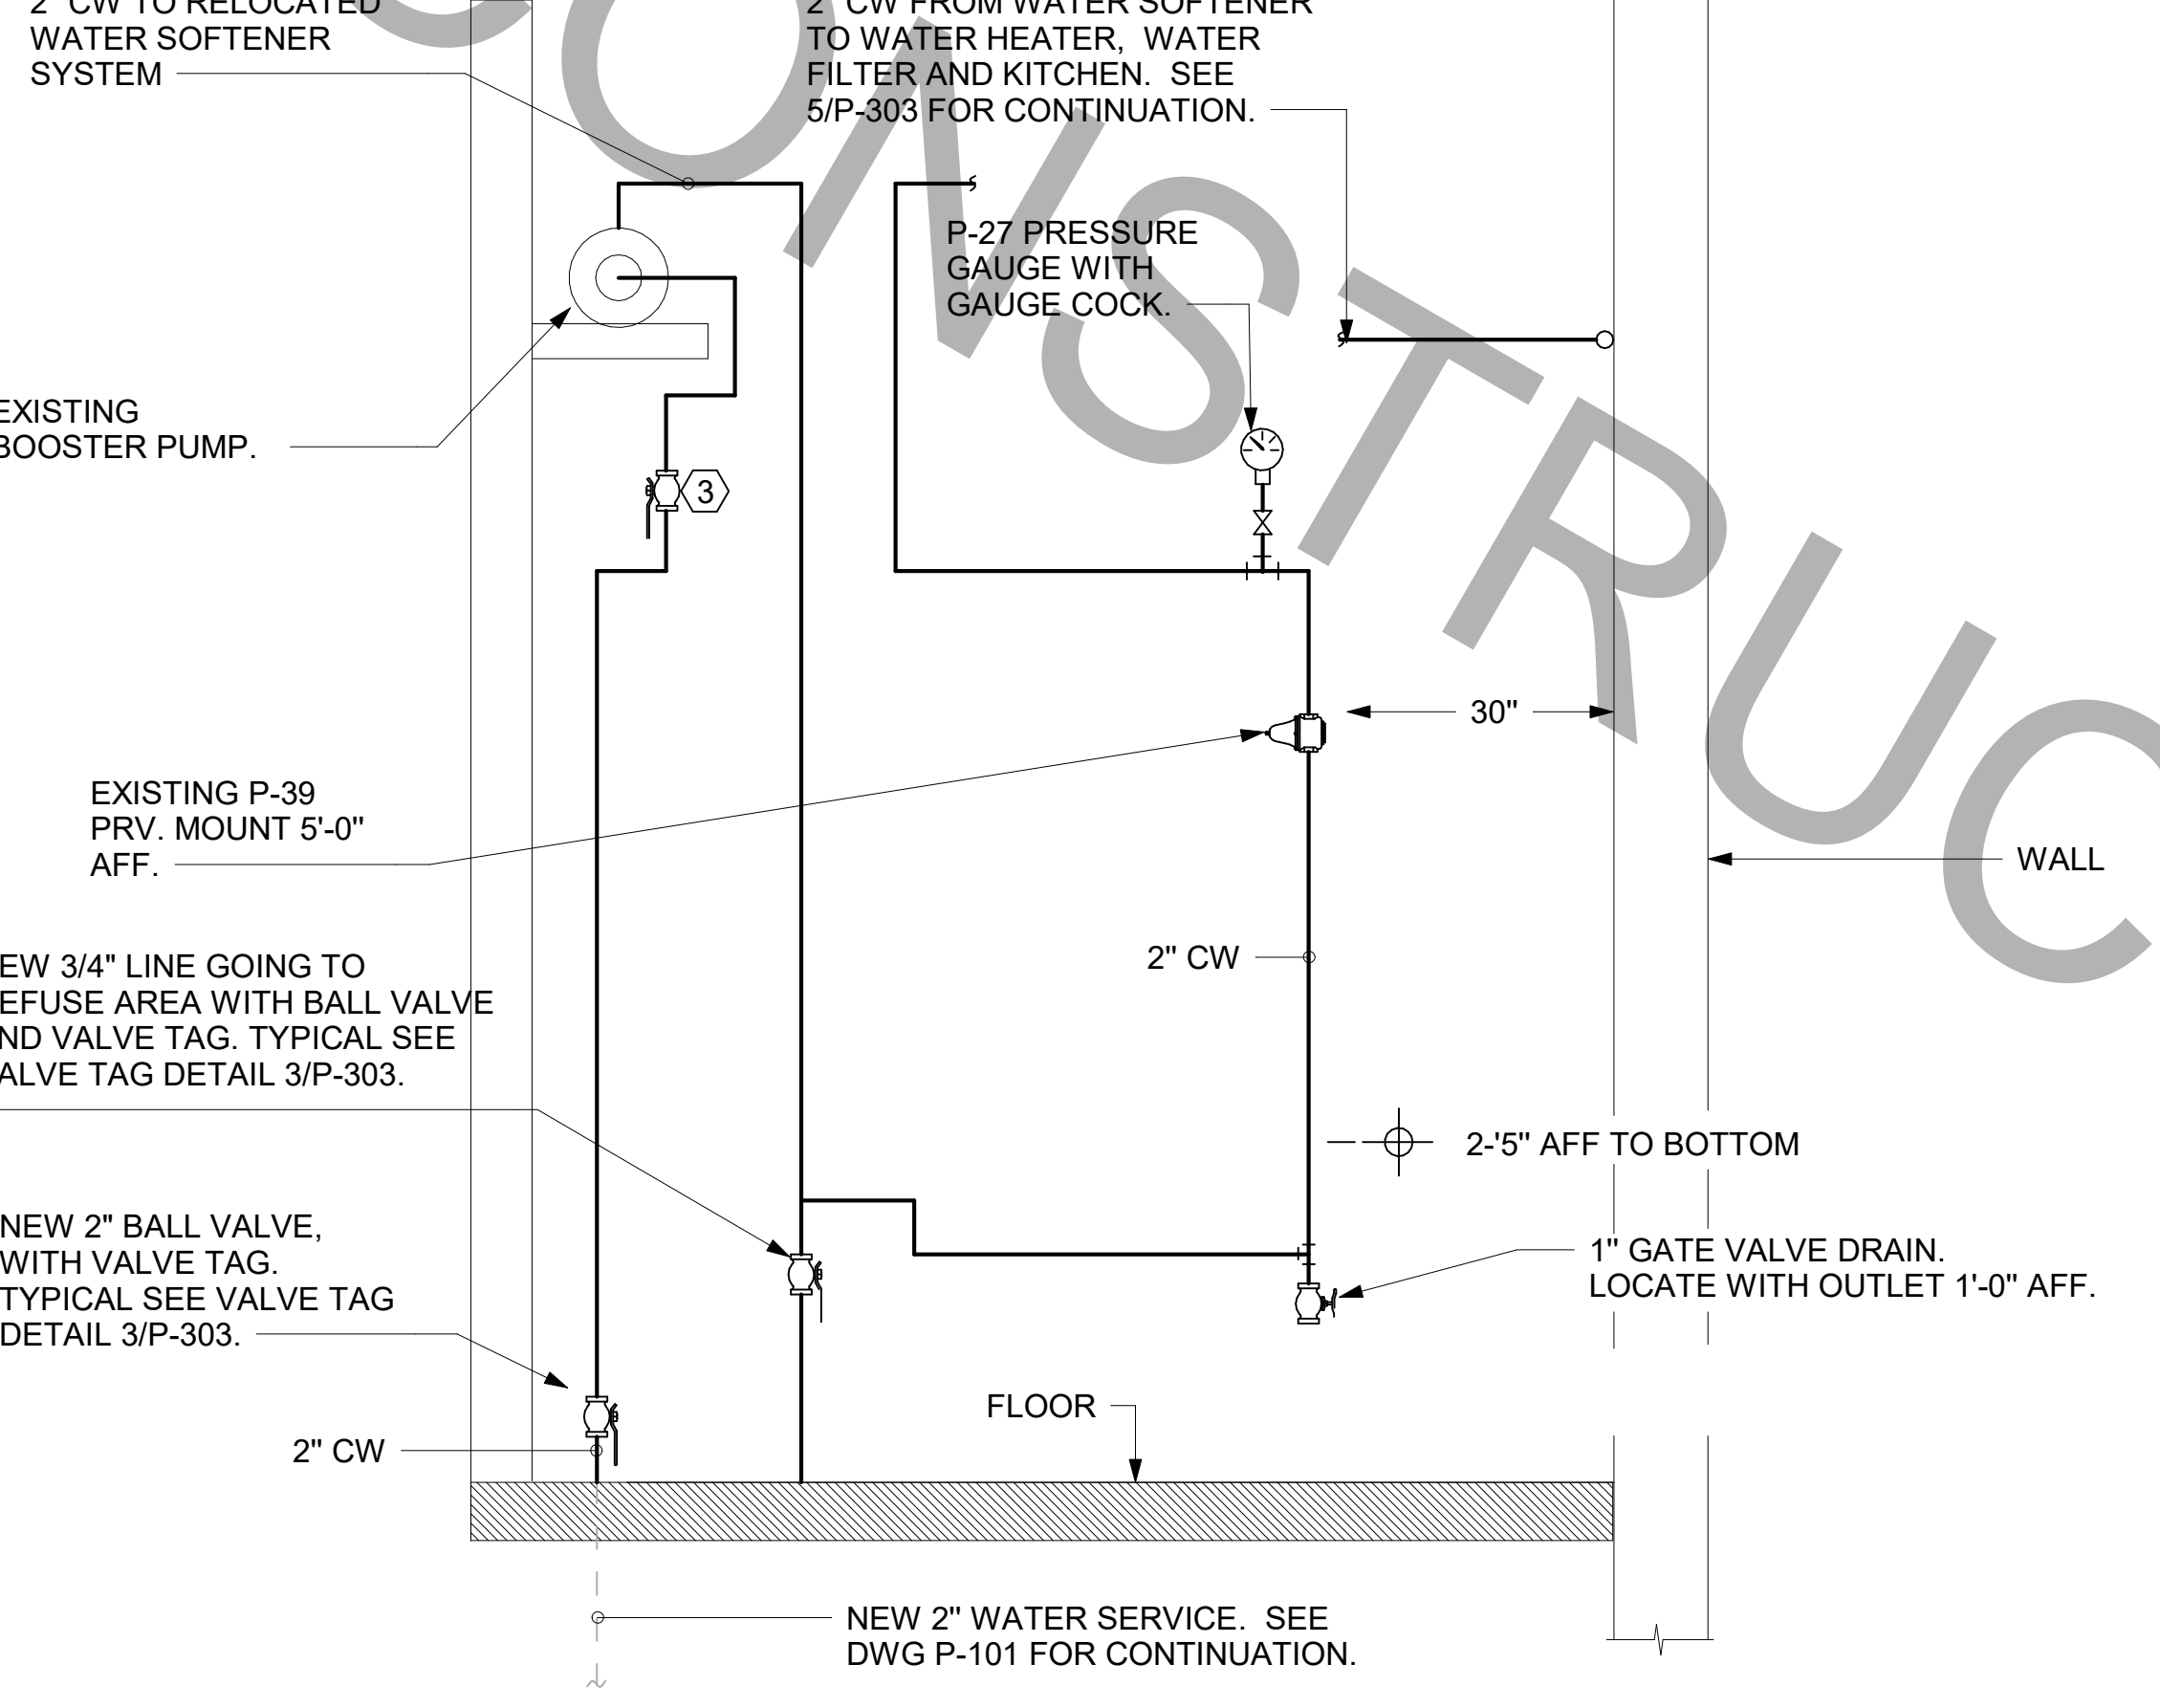 2" CW TO RELOCATED
WATER SOFTENER
SYSTEM
2" CW FROM WATER SOFTENER
TO WATER HEATER, WATER
FILTER AND KITCHEN. SEE
5/P-303 FOR CONTINUATION.
P-27 PRESSURE
GAUGE WITH
GAUGE COCK.
EXISTING
BOOSTER PUMP.
3
30"
EXISTING P-39
PRV. MOUNT 5'-0"
AFF.
WALL
2" CW
EW 3/4" LINE GOING TO
EFUSE AREA WITH BALL VALVE
ND VALVE TAG. TYPICAL SEE
ALVE TAG DETAIL 3/P-303.
2-'5" AFF TO BOTTOM
NEW 2" BALL VALVE,
WITH VALVE TAG.
TYPICAL SEE VALVE TAG
DETAIL 3/P-303.
1" GATE VALVE DRAIN.
LOCATE WITH OUTLET 1'-0" AFF.
FLOOR
2" CW
NEW 2" WATER SERVICE. SEE
DWG P-101 FOR CONTINUATION.
CONSTRUC